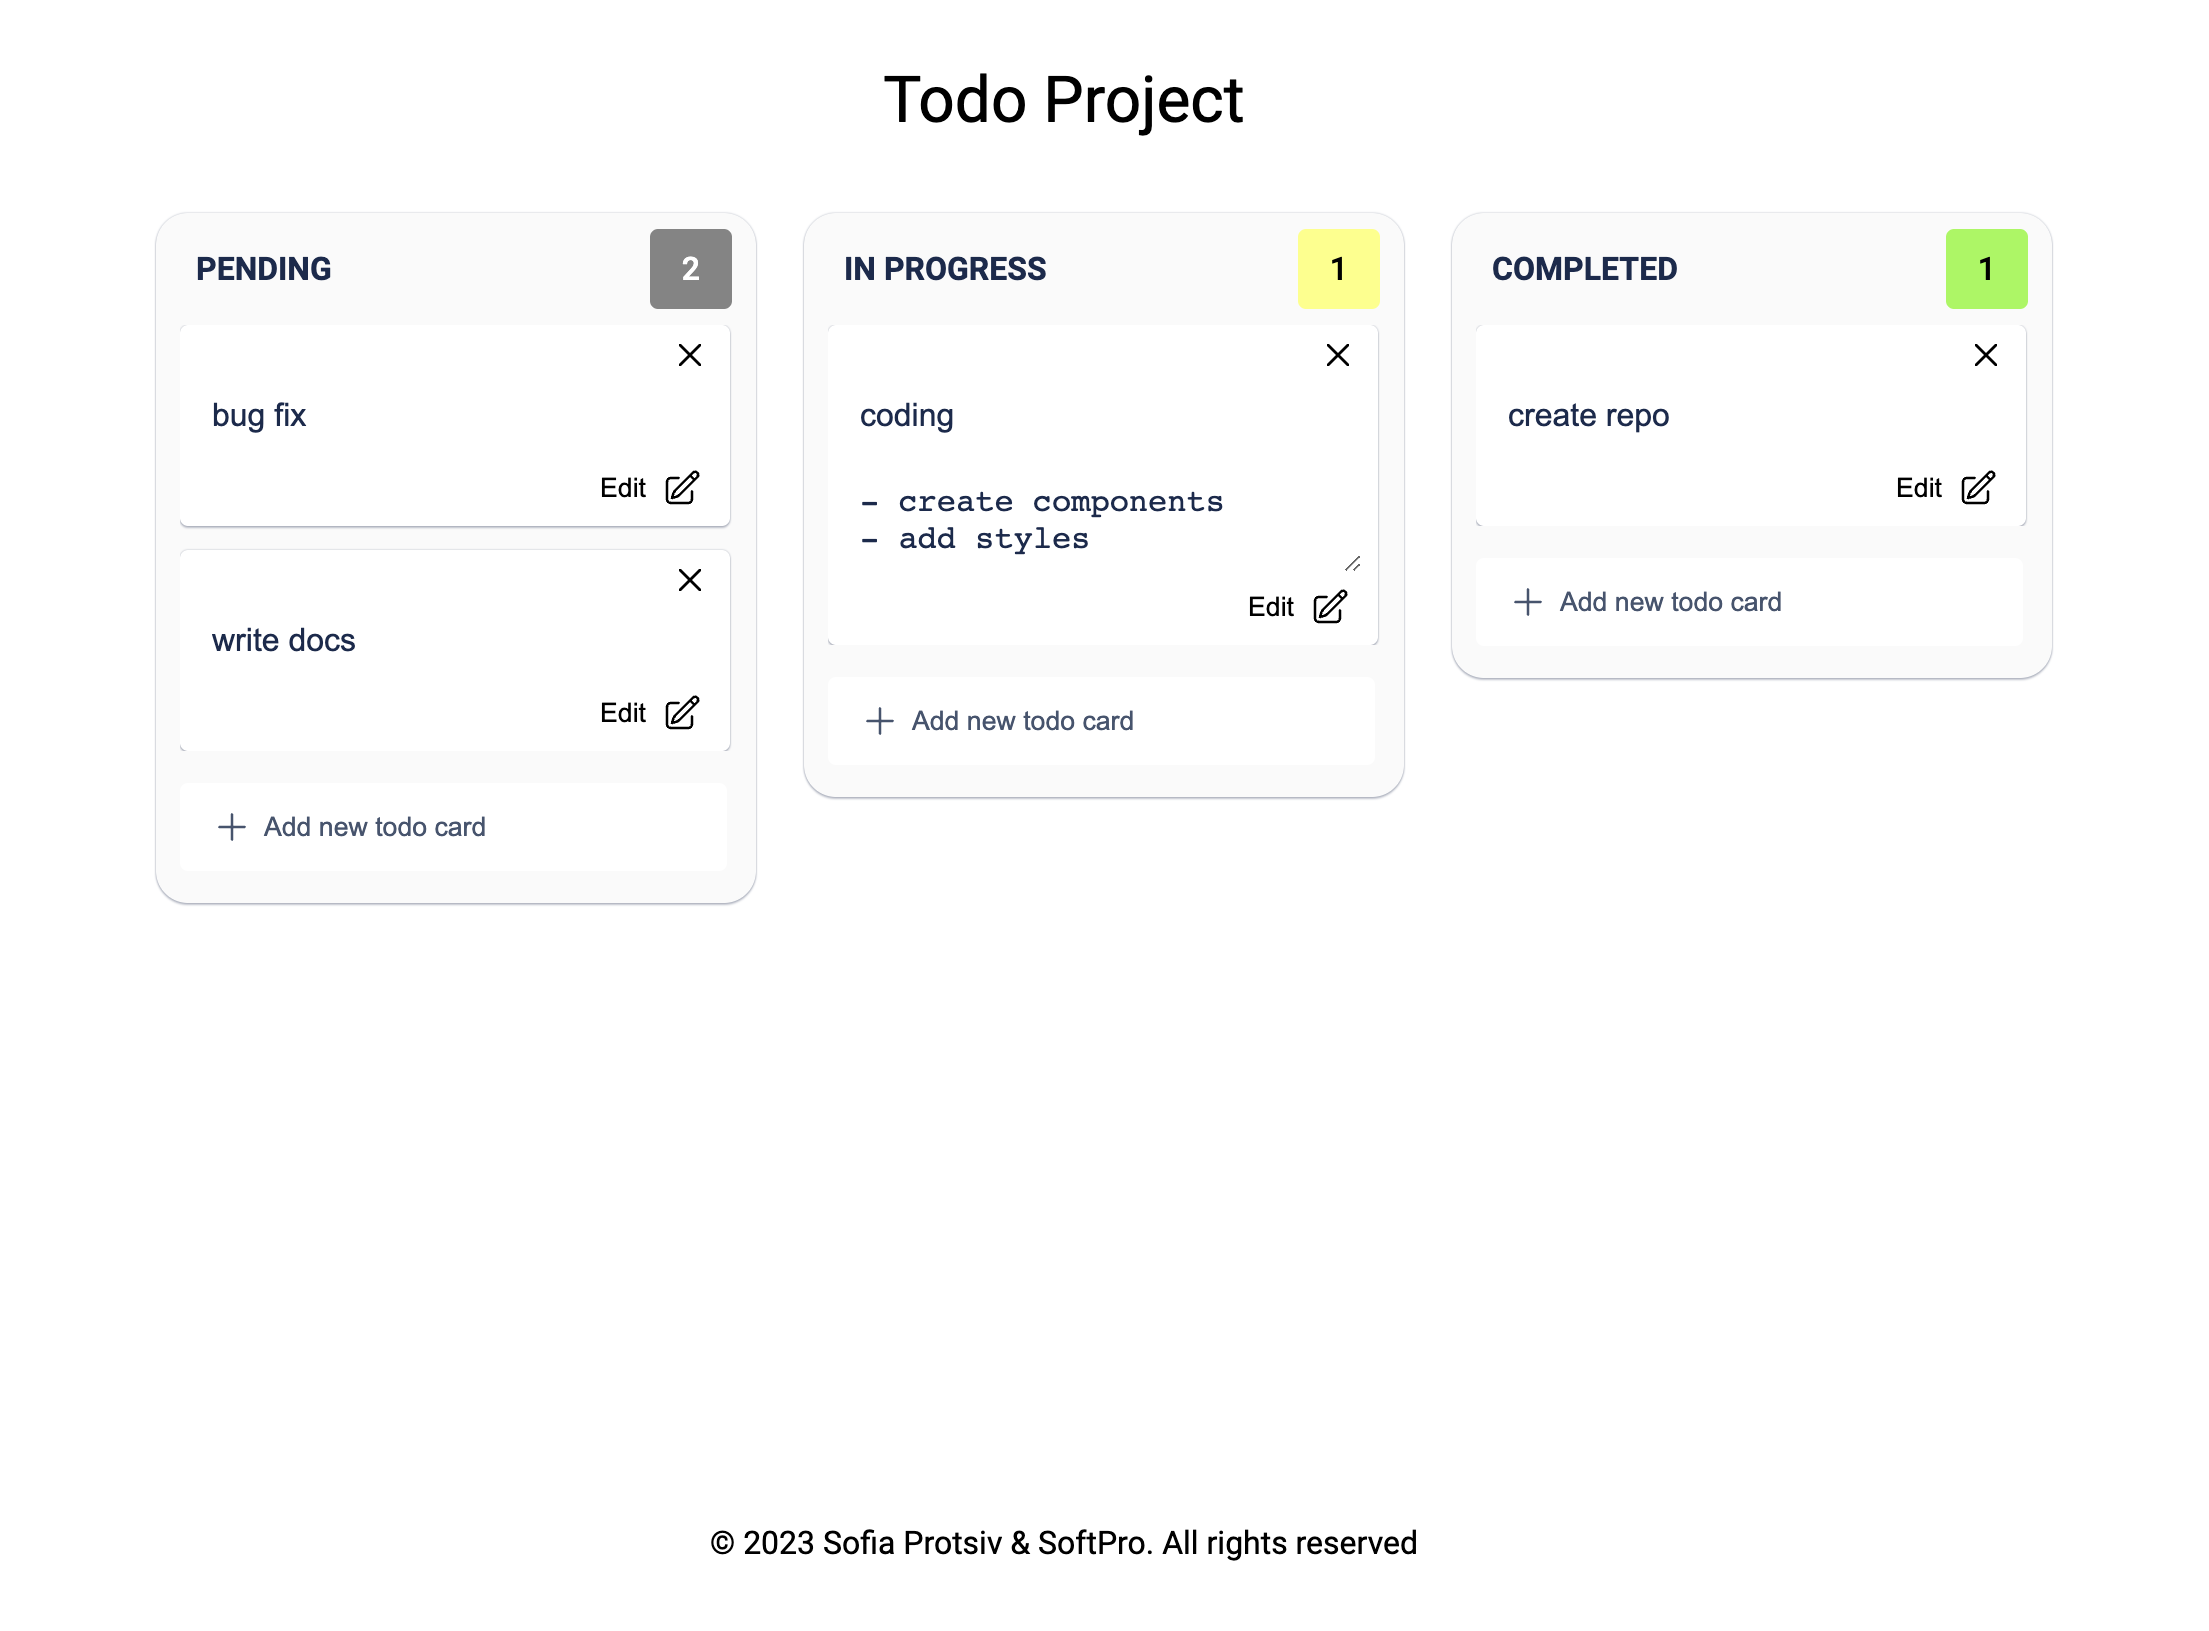 Todo Project
PENDING
2
bug fix
Edit
write docs
Edit
Add new todo card
IN PROGRESS
1
coding
- create components
- add styles
Edit
Add new todo card
COMPLETED
1
create repo
Edit
Add new todo card
© 2023 Sofia Protsiv & SoftPro. All rights reserved